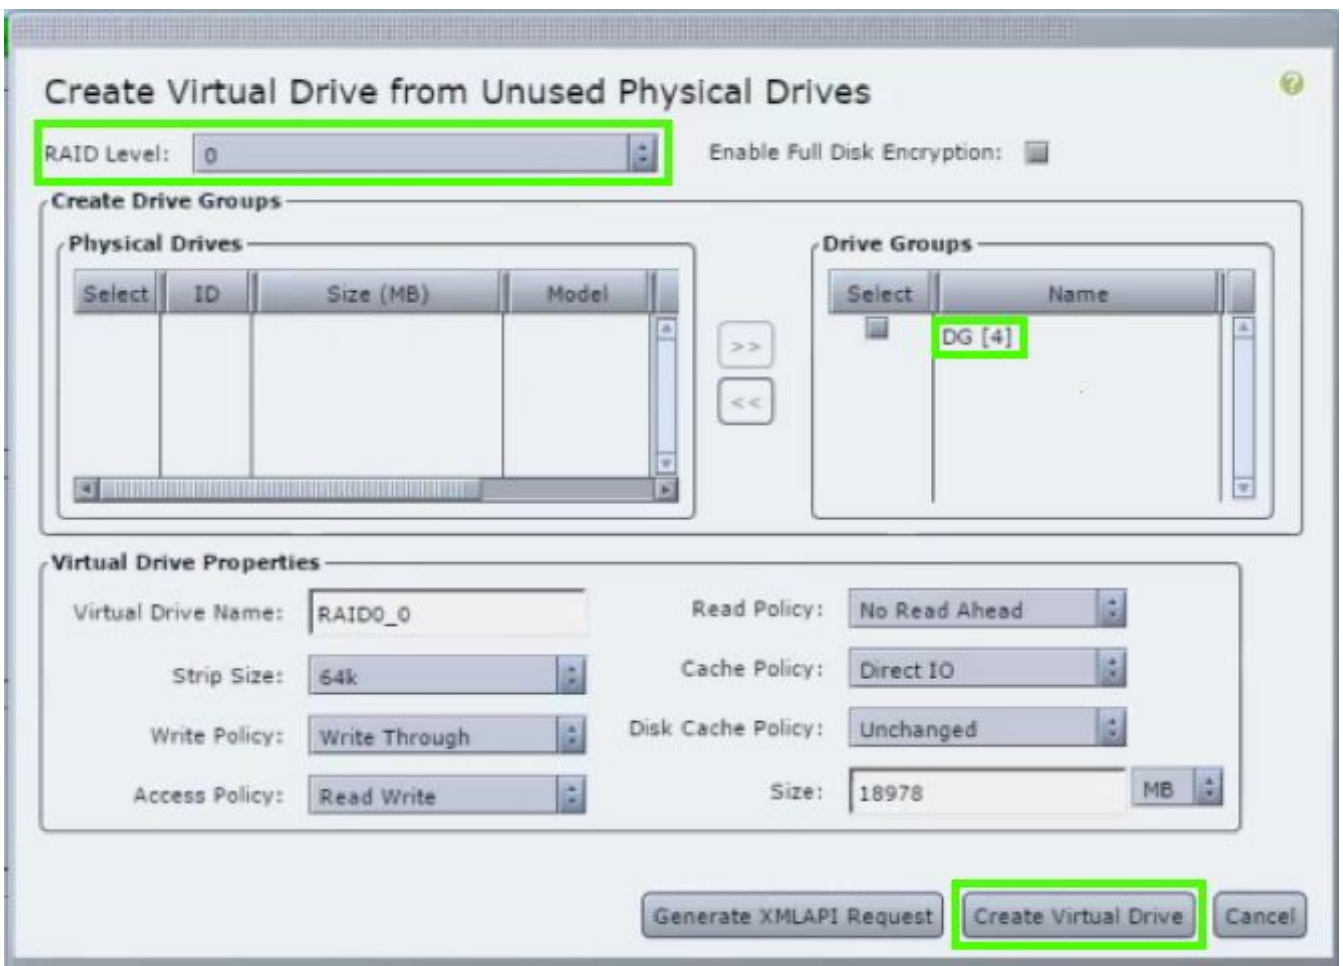 Create Virtual Drive from Unused Physical Drives
RAID Level: 0 Enable Full Disk Encryption:
Create Drive Groups
Physical Drives Drive Groups
Select ID Size (MB) Model Select Name
DG [4]
>>
<<
Virtual Drive Properties
Virtual Drive Name: RAID0_0 Read Policy: No Read Ahead
Strip Size: 64k Cache Policy: Direct IO
Write Policy: Write Through Disk Cache Policy: Unchanged
Access Policy: Read Write Size: 18978 MB
Generate XMLAPI Request Create Virtual Drive Cancel